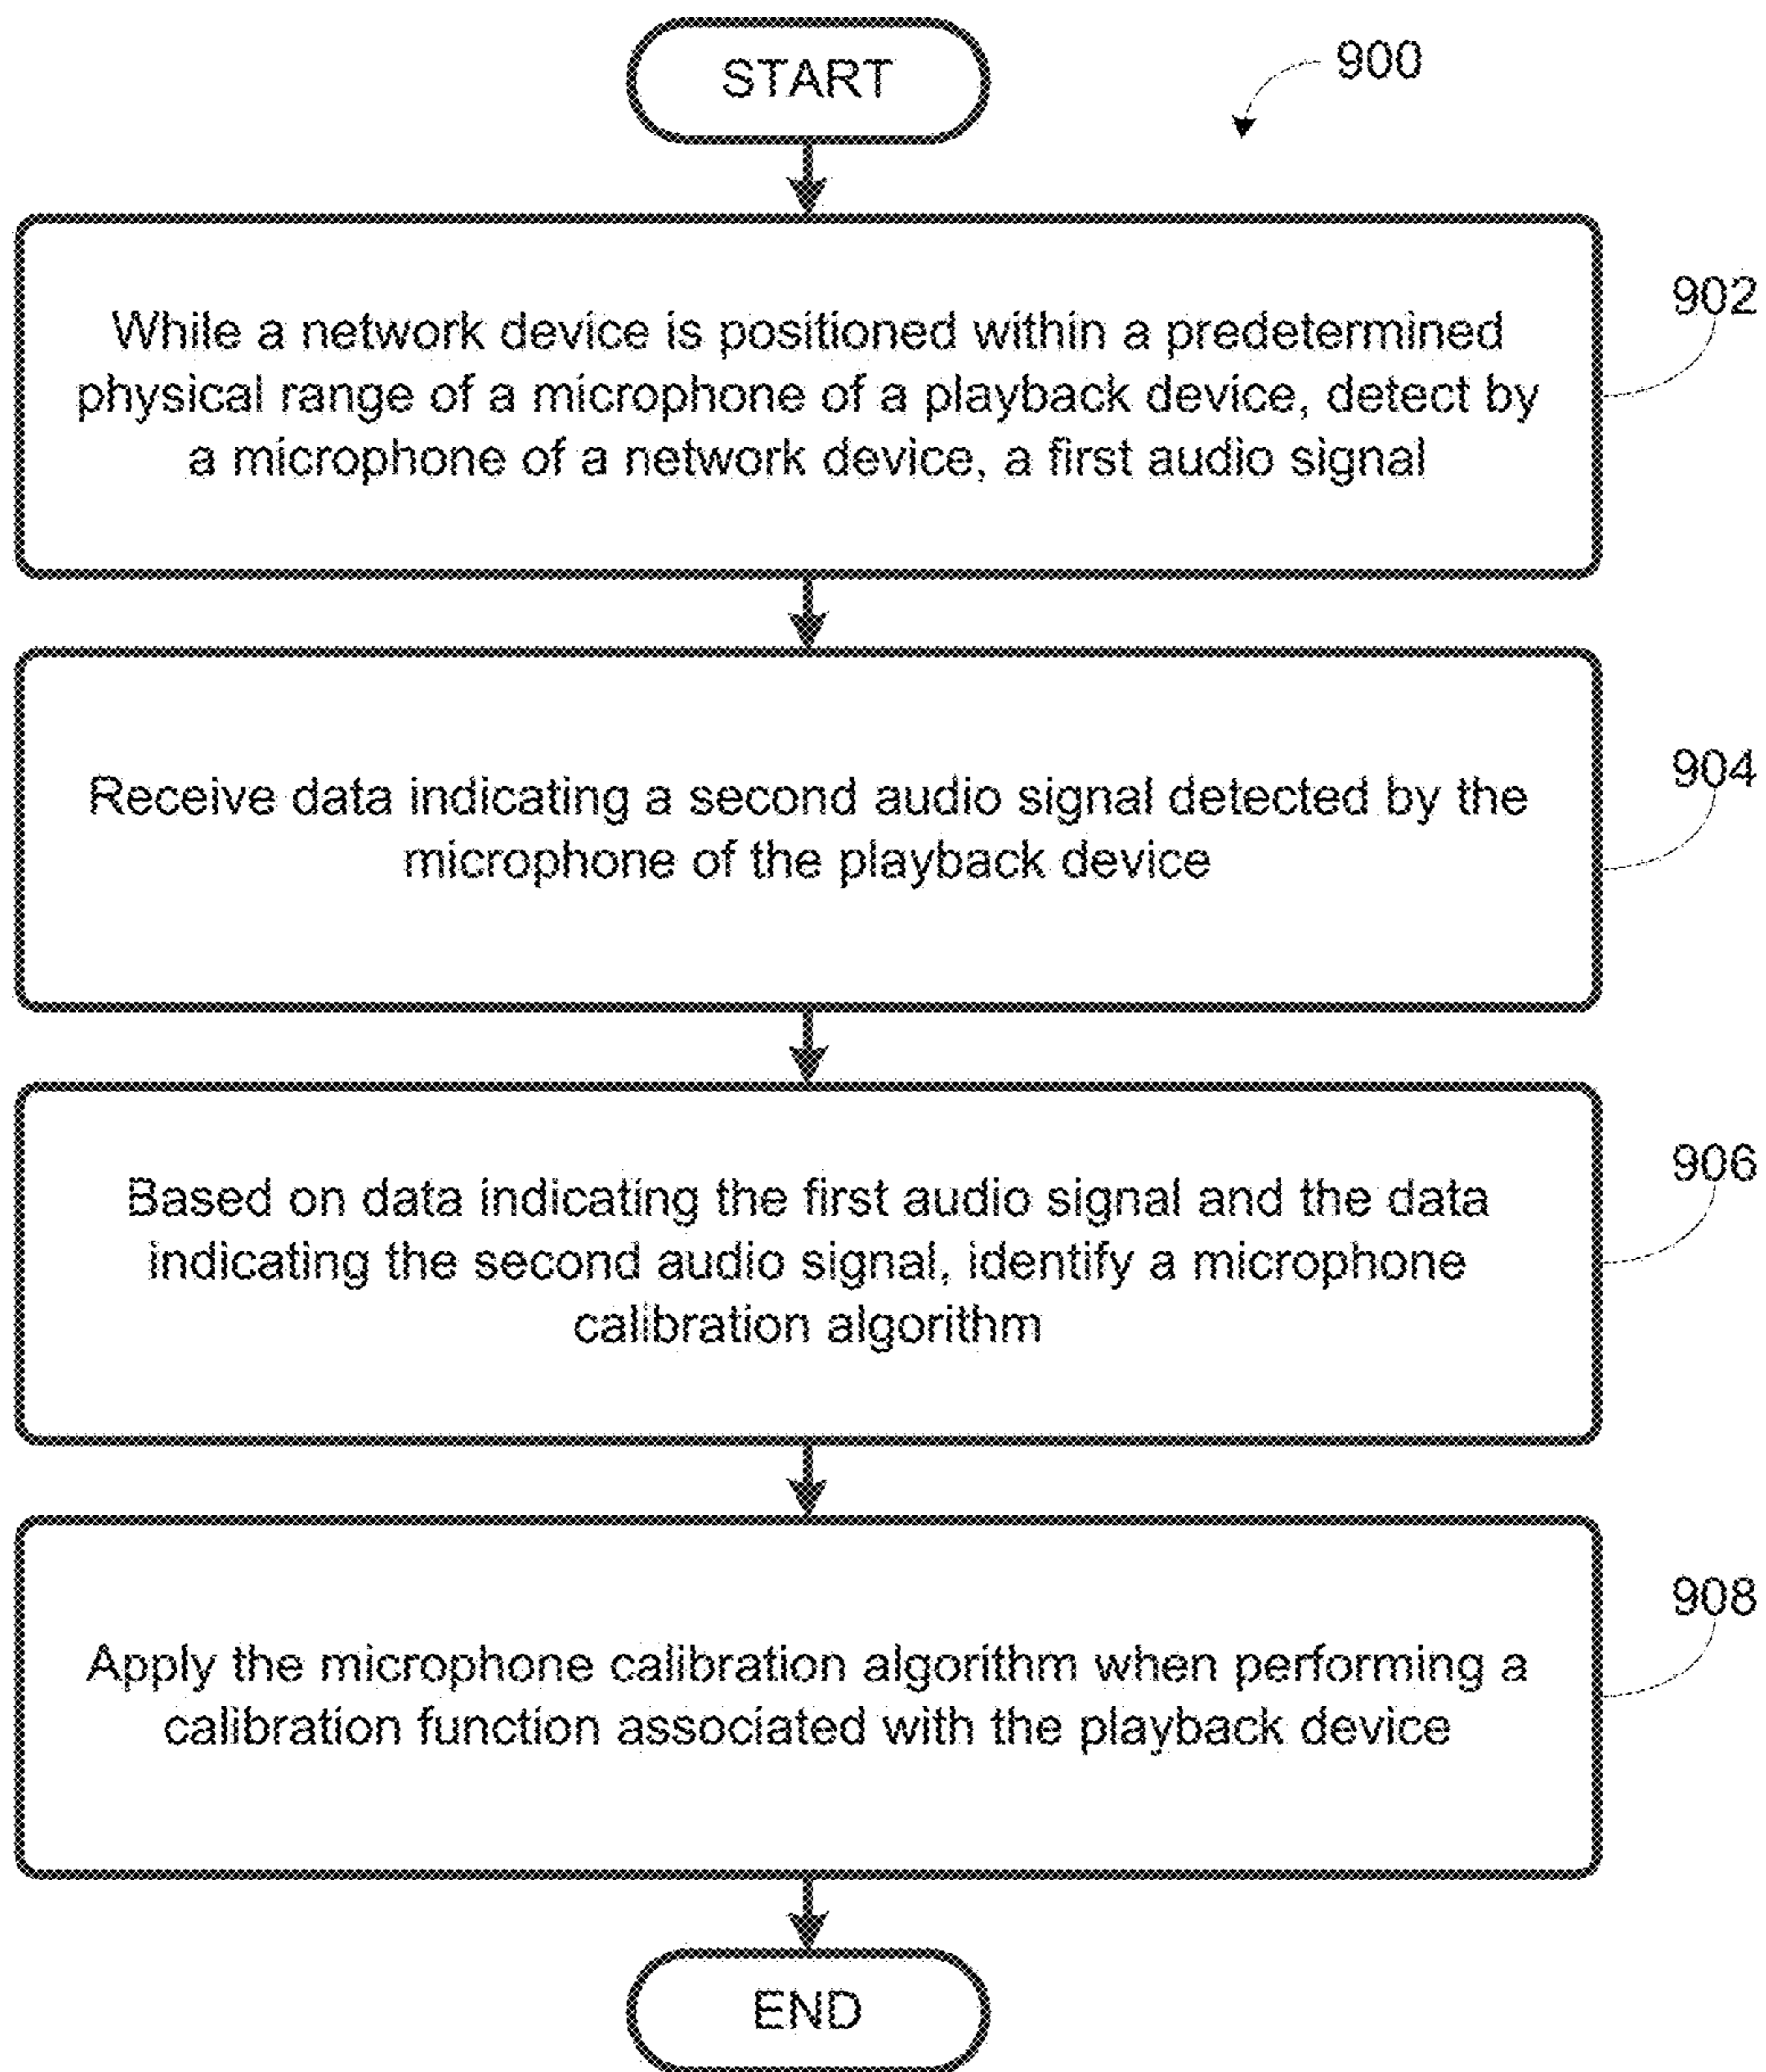 START
900
While a network device is positioned within a predetermined
physical range of a microphone of a playback device, detect by
a microphone of a network device, a first audio signal
902
Receive data indicating a second audio signal detected by the
microphone of the playback device
904
Based on data indicating the first audio signal and the data
indicating the second audio signal, identify a microphone
calibration algorithm
906
Apply the microphone calibration algorithm when performing a
calibration function associated with the playback device
908
END